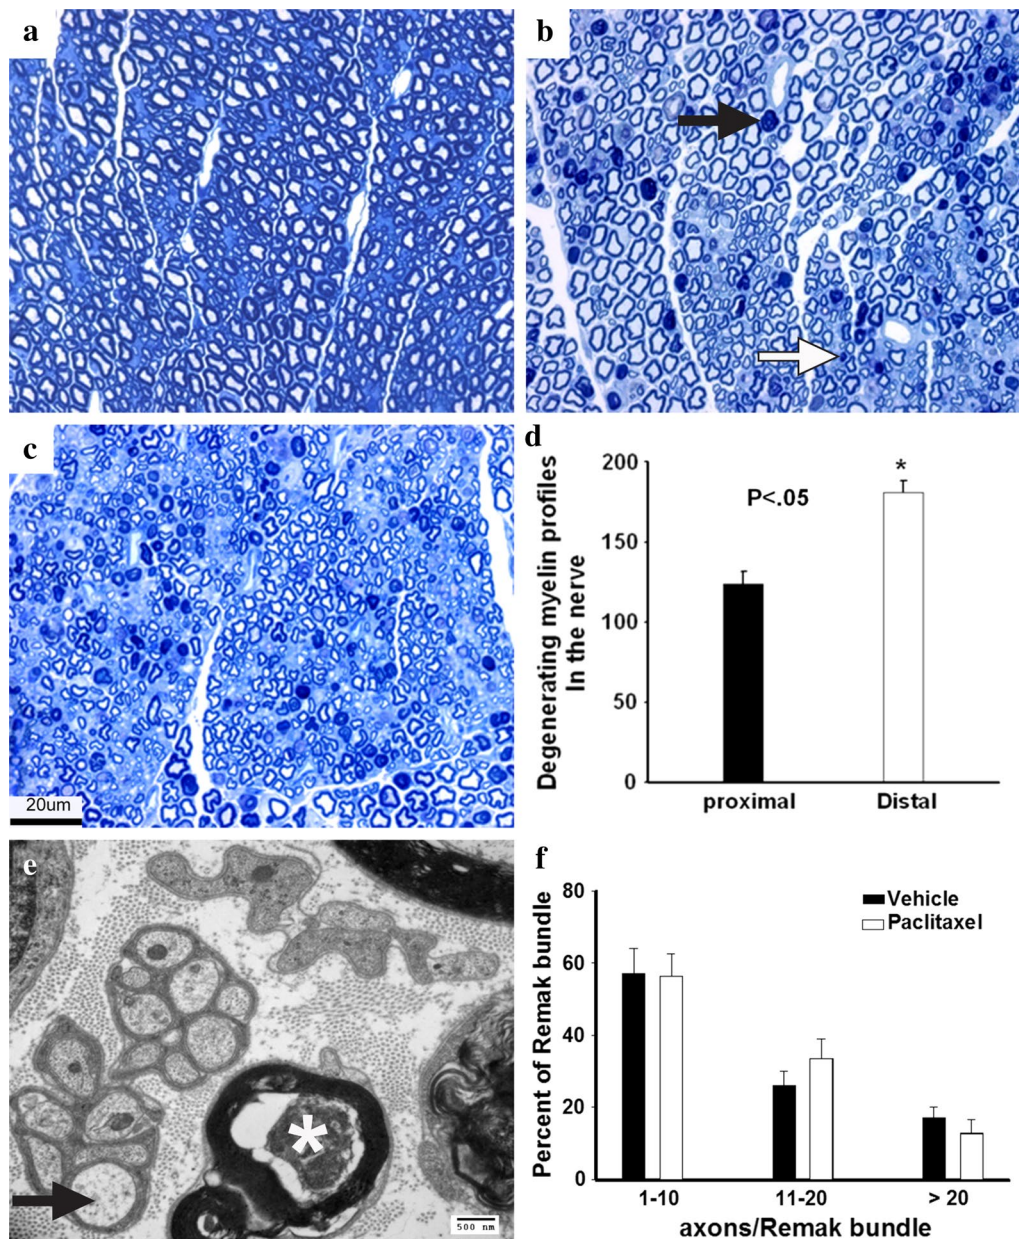 a
b
c
20um
d
200
150
100
50
0
Degenerating myelin profiles
In the nerve
P<.05
*
proximal
Distal
e
*
500 nm
f
80
60
40
20
0
Percent of Remak bundle
Vehicle
Paclitaxel
1-10
11-20
> 20
axons/Remak bundle